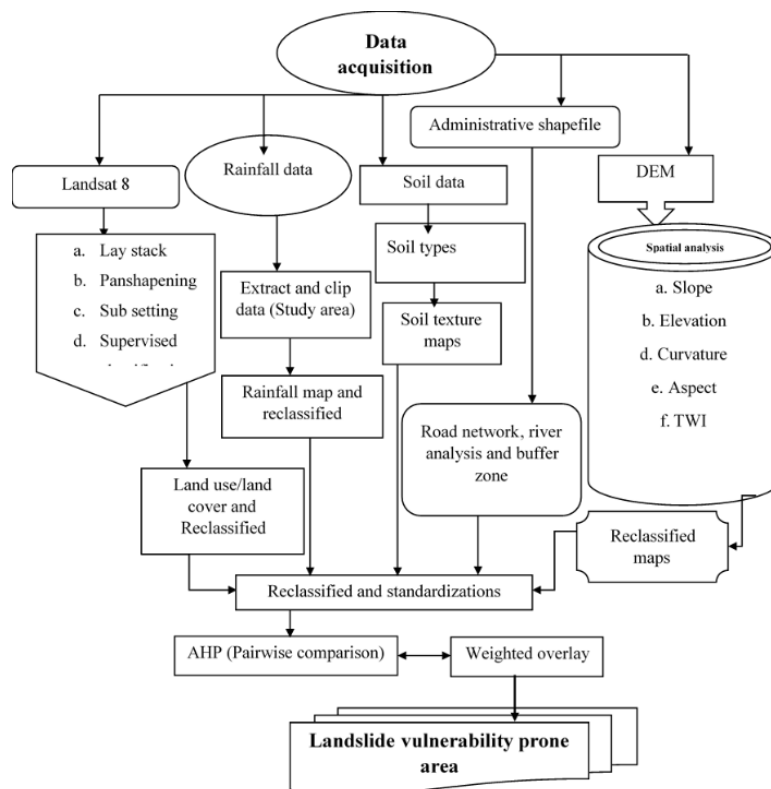 Data
acquisition
Administrative shapefile
Landsat 8
Rainfall data
Soil data
DEM
a. Lay stack
b. Panshapening
c. Sub setting
d. Supervised
Extract and clip
data (Study area)
Rainfall map and
reclassified
Soil types
Soil texture
maps
Spatial analysis
a. Slope
b. Elevation
d. Curvature
e. Aspect
f. TWI
Land use/land
cover and
Reclassified
Road network, river
analysis and buffer
zone
Reclassified
maps
Reclassified and standardizations
AHP (Pairwise comparison)
Weighted overlay
Landslide vulnerability prone
area